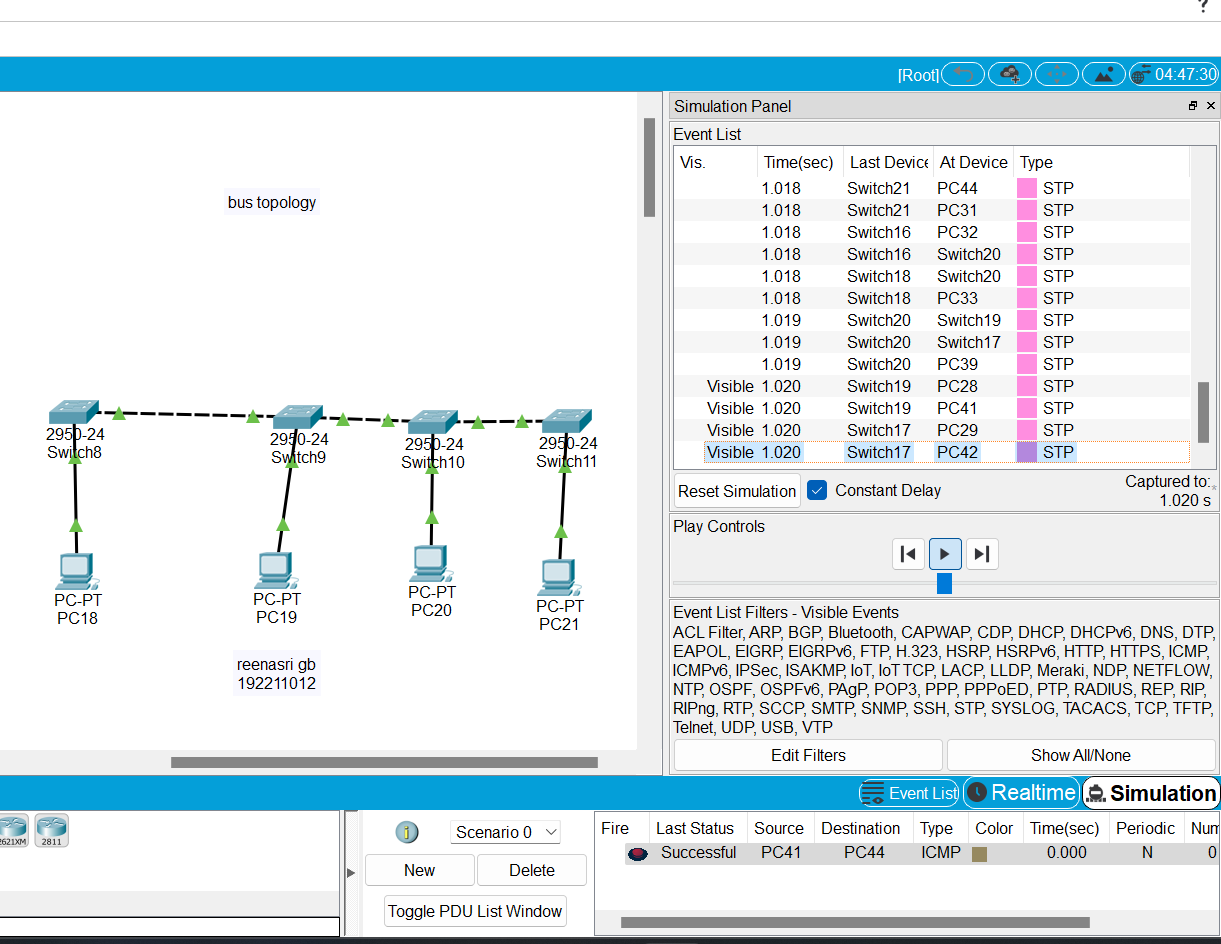 ?
[Root] 04:47:30
Simulation Panel
Event List
Vis. Time(sec) Last Device At Device Type
1.018 Switch21 PC44 STP
1.018 Switch21 PC31 STP
1.018 Switch16 PC32 STP
1.018 Switch16 Switch20 STP
1.018 Switch18 Switch20 STP
1.018 Switch18 PC33 STP
1.019 Switch20 Switch19 STP
1.019 Switch20 Switch17 STP
1.019 Switch20 PC39 STP
Visible 1.020 Switch19 PC28 STP
Visible 1.020 Switch19 PC41 STP
Visible 1.020 Switch17 PC29 STP
Visible 1.020 Switch17 PC42 STP
Reset Simulation Constant Delay Captured to:*
1.020 s
Play Controls
Event List Filters - Visible Events
ACL Filter, ARP, BGP, Bluetooth, CAPWAP, CDP, DHCP, DHCPv6, DNS, DTP,
EAPOL, EIGRP, EIGRPv6, FTP, H.323, HSRP, HSRPv6, HTTP, HTTPS, ICMP,
ICMPv6, IPSec, ISAKMP, IoT, IoT TCP, LACP, LLDP, Meraki, NDP, NETFLOW,
NTP, OSPF, OSPFv6, PAgP, POP3, PPP, PPPoED, PTP, RADIUS, REP, RIP,
RIPng, RTP, SCCP, SMTP, SNMP, SSH, STP, SYSLOG, TACACS, TCP, TFTP,
Telnet, UDP, USB, VTP
Edit Filters Show All/None
bus topology
2950-24
Switch8
2950-24
Switch9
2950-24
Switch10
2950-24
Switch11
PC-PT
PC18
PC-PT
PC19
PC-PT
PC20
PC-PT
PC21
reenasri gb
192211012
Event List Realtime Simulation
2621XM 2811
Scenario 0
New Delete
Toggle PDU List Window
Fire Last Status Source Destination Type Color Time(sec) Periodic Num
Successful PC41 PC44 ICMP 0.000 N 0